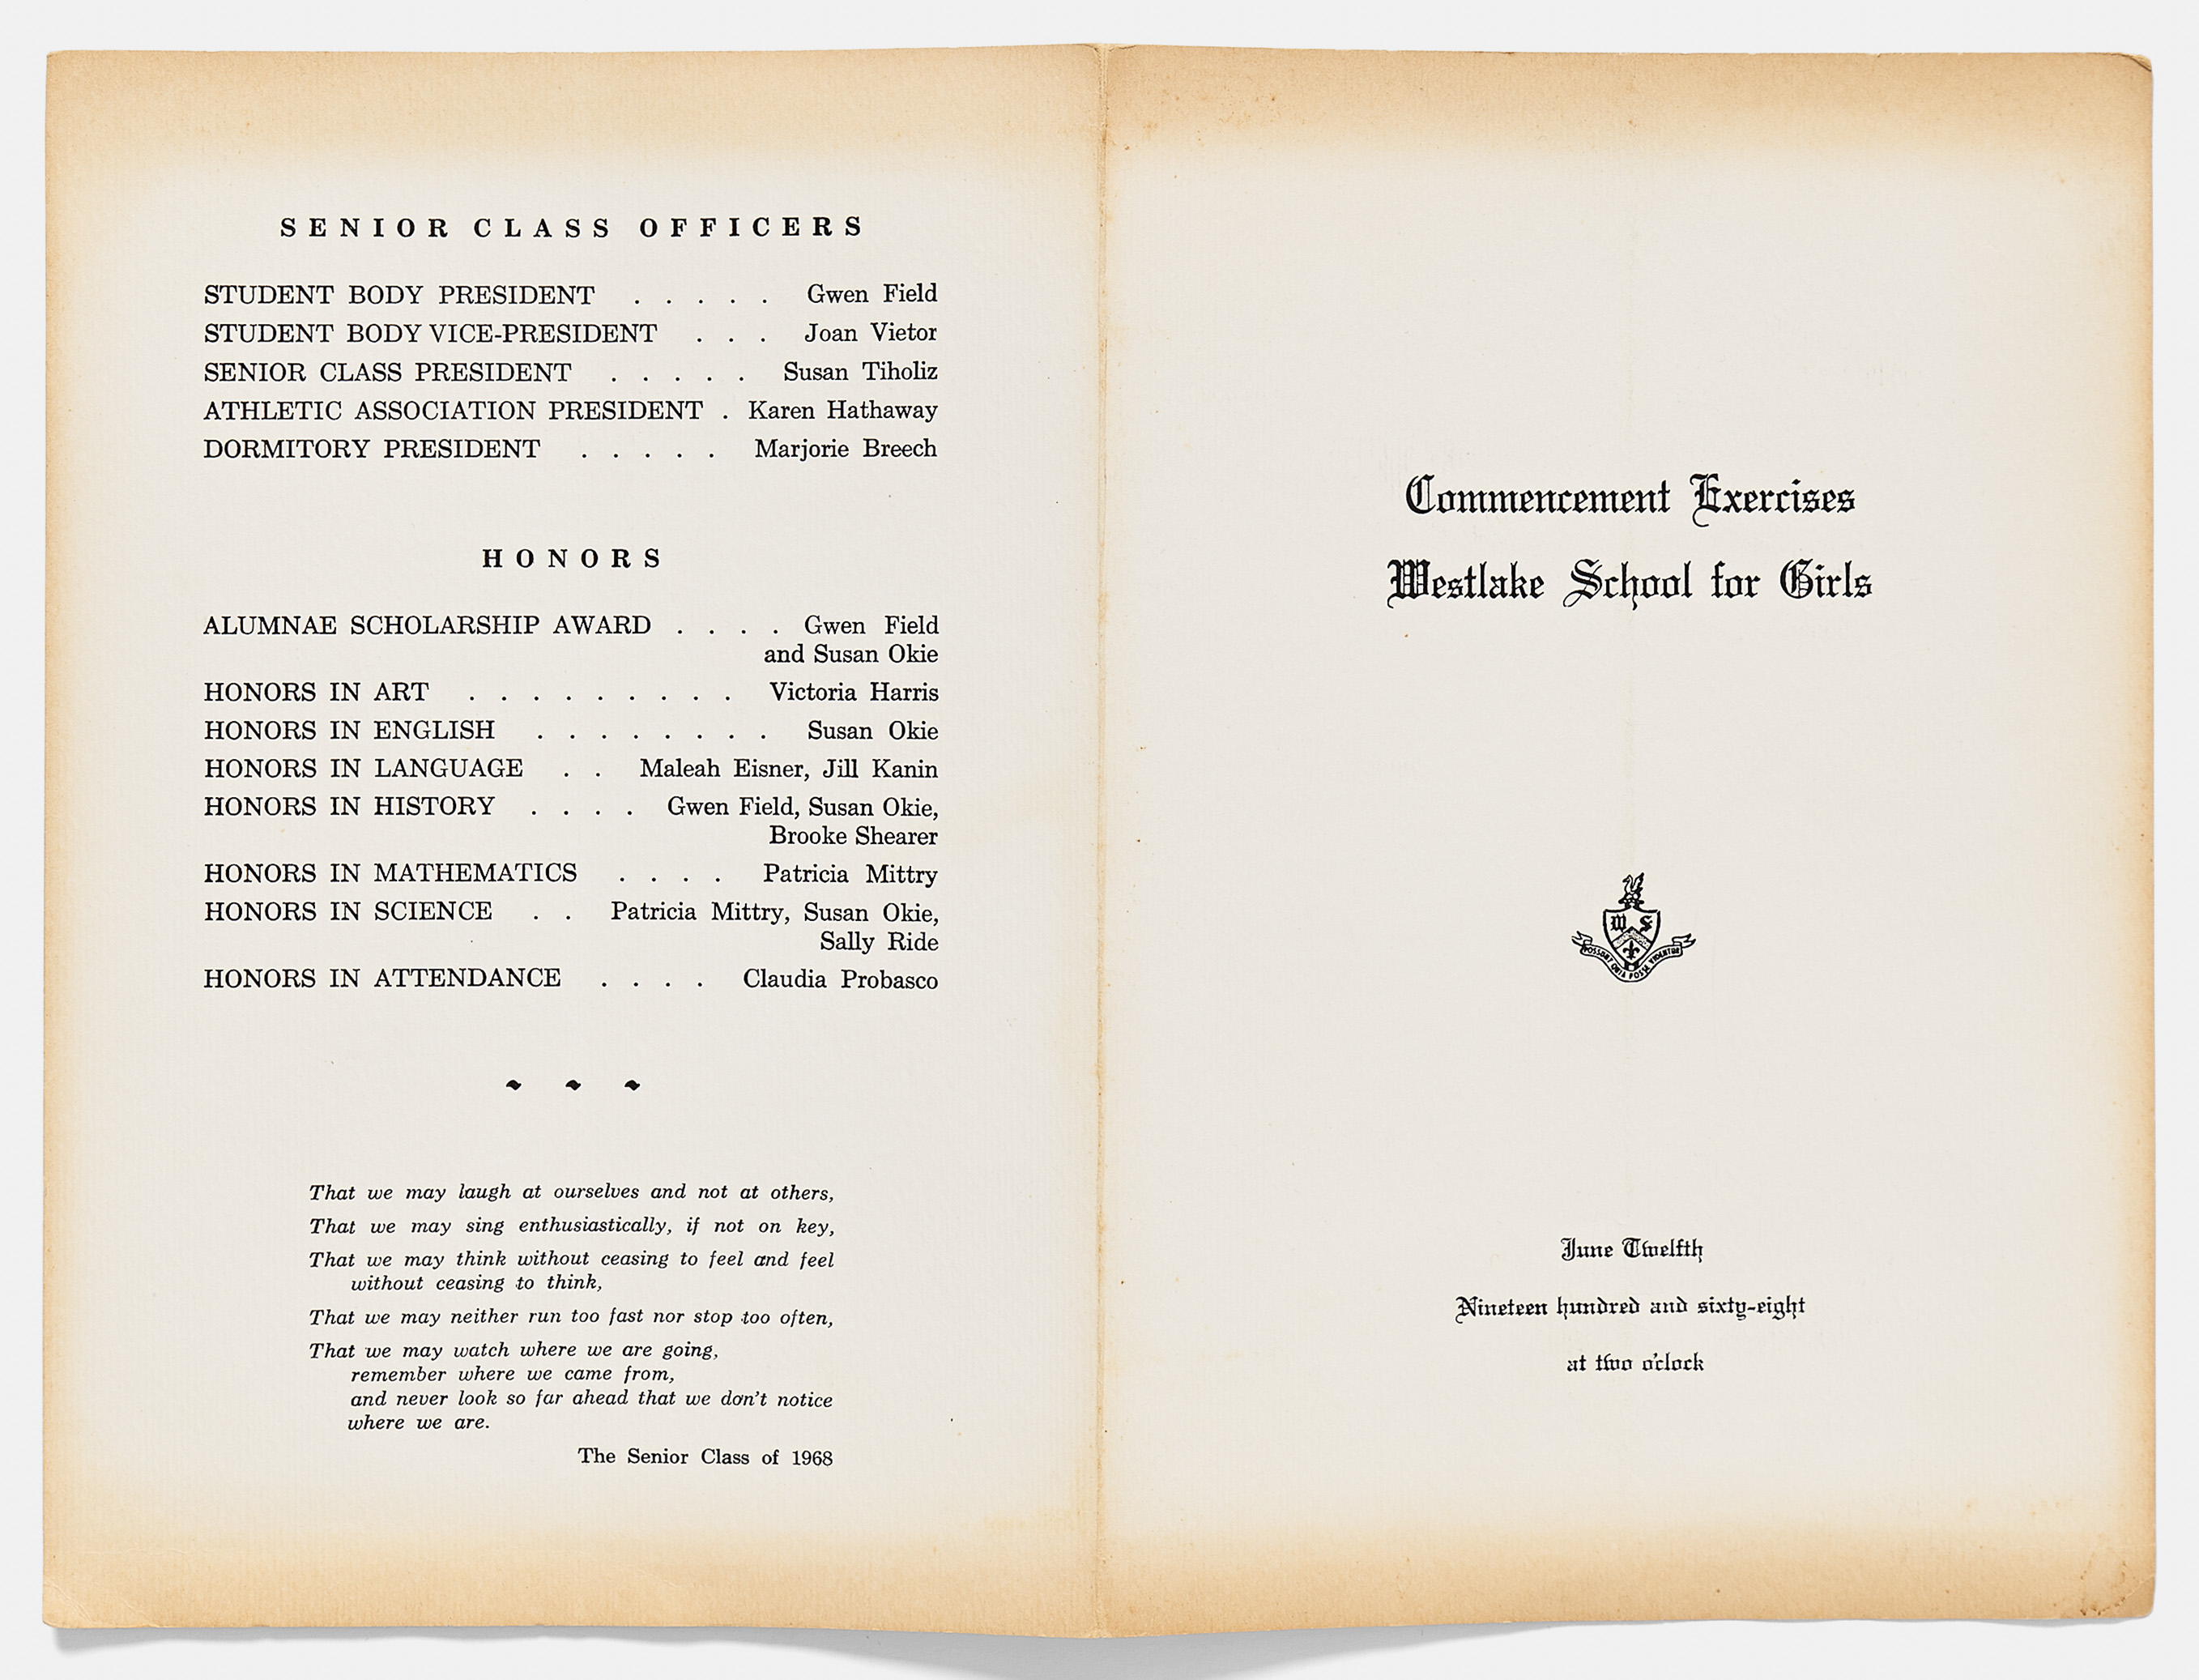 SENIOR CLASS OFFICERS
STUDENT BODY PRESIDENT . . . . . Gwen Field
STUDENT BODY VICE-PRESIDENT . . . Joan Vietor
SENIOR CLASS PRESIDENT . . . . . Susan Tiholiz
ATHLETIC ASSOCIATION PRESIDENT . Karen Hathaway
DORMITORY PRESIDENT . . . . . Marjorie Breech
HONORS
ALUMNAE SCHOLARSHIP AWARD . . . . Gwen Field
and Susan Okie
HONORS IN ART . . . . . . . . . Victoria Harris
HONORS IN ENGLISH . . . . . . . . Susan Okie
HONORS IN LANGUAGE . . Maleah Eisner, Jill Kanin
HONORS IN HISTORY . . . . Gwen Field, Susan Okie,
Brooke Shearer
HONORS IN MATHEMATICS . . . . Patricia Mittry
HONORS IN SCIENCE . . Patricia Mittry, Susan Okie,
Sally Ride
HONORS IN ATTENDANCE . . . . Claudia Probasco
That we may laugh at ourselves and not at others,
That we may sing enthusiastically, if not on key,
That we may think without ceasing to feel and feel
without ceasing to think,
That we may neither run too fast nor stop too often,
That we may watch where we are going,
remember where we came from,
and never look so far ahead that we don't notice
where we are.
The Senior Class of 1968
Commencement Exercises
Westlake School for Girls
W S
POSSUNT QUIA POSSE VIDENTUR
June Twelfth
Nineteen hundred and sixty-eight
at two o'clock